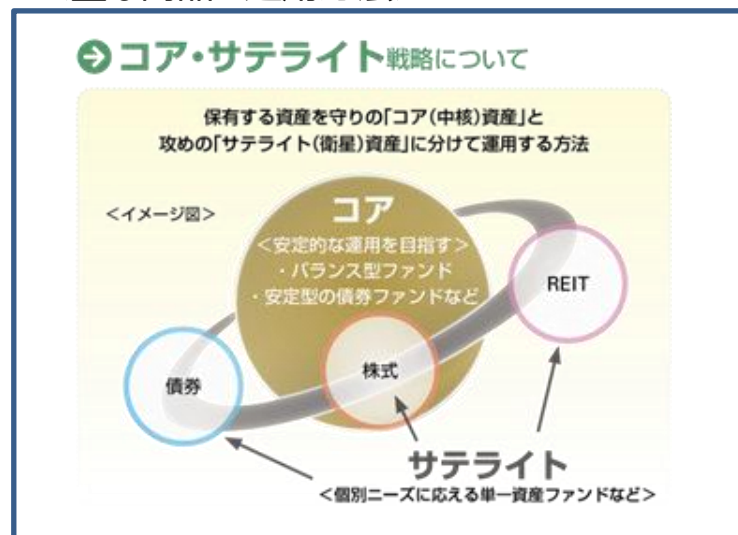 コア・サテライト戦略について
保有する資産を守りの「コア(中核)資産」と
攻めの「サテライト(衛星)資産」に分けて運用する方法
<イメージ図>
コア
<安定的な運用を目指す>
・バランス型ファンド
・安定型の債券ファンドなど
REIT
株式
債券
サテライト
<個別ニーズに応える単一資産ファンドなど>